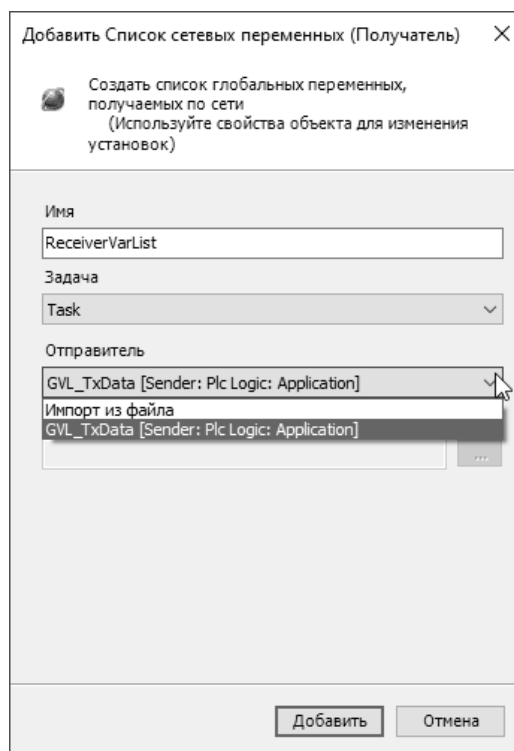 Добавить Список сетевых переменных (Получатель)
Создать список глобальных переменных,
получаемых по сети
(Используйте свойства объекта для изменения
установок)
Имя
ReceiverVarList
Задача
Task
Отправитель
GVL_TxData [Sender: Plc Logic: Application]
Импорт из файла
GVL_TxData [Sender: Plc Logic: Application]
...
Добавить
Отмена